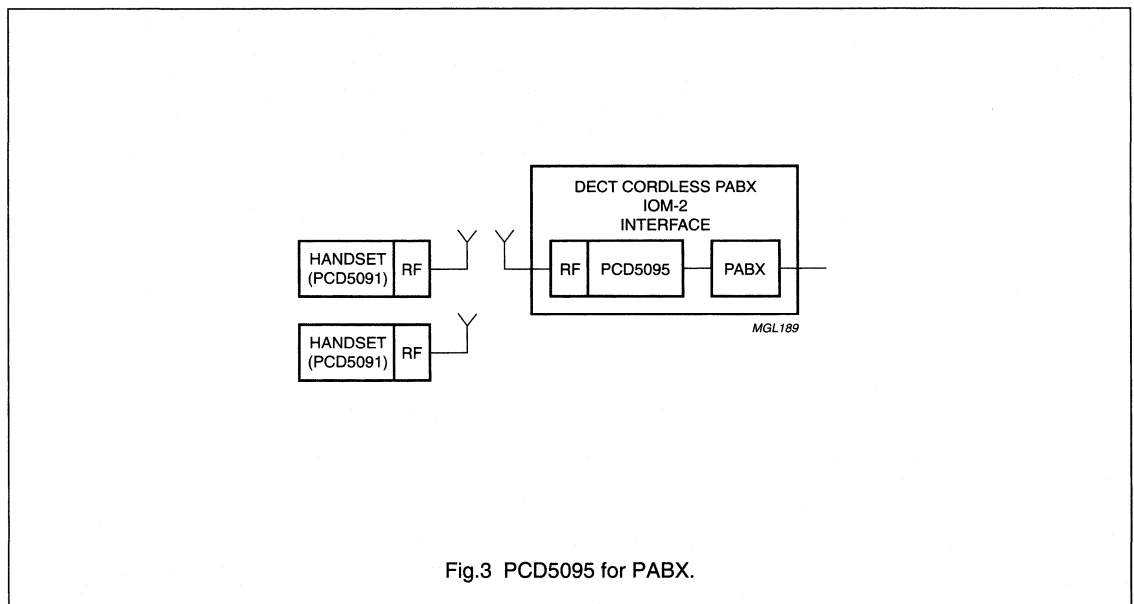 DECT CORDLESS PABX
IOM-2
INTERFACE
HANDSET
(PCD5091)
RF
RF
PCD5095
PABX
MGL189
HANDSET
(PCD5091)
RF
Fig.3 PCD5095 for PABX.